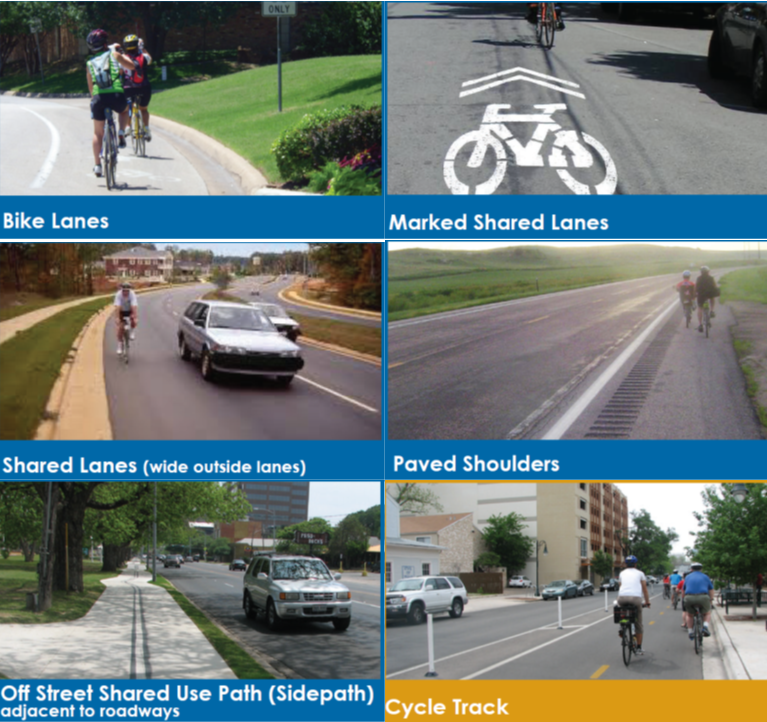 ONLY
Bike Lanes
Marked Shared Lanes
Shared Lanes (wide outside lanes)
Paved Shoulders
Off Street Shared Use Path (Sidepath)
adjacent to roadways
Cycle Track